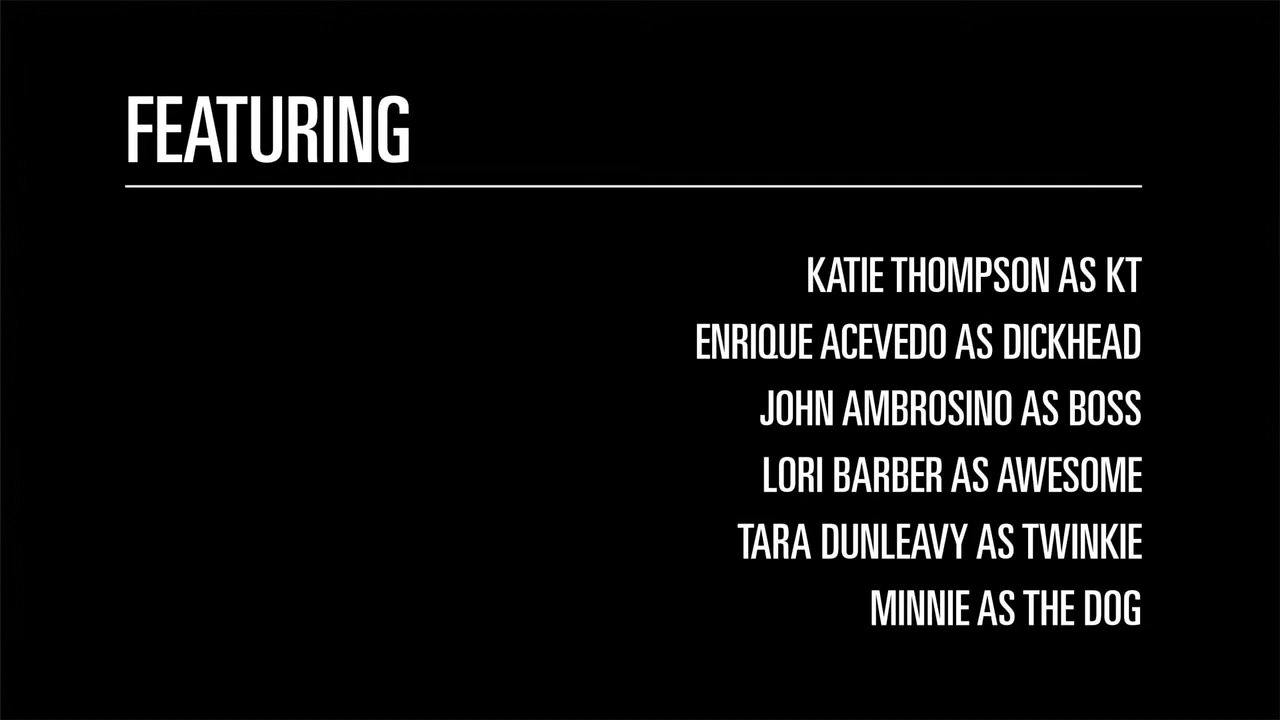 FEATURING
KATIE THOMPSON AS KT
ENRIQUE ACEVEDO AS DICKHEAD
JOHN AMBROSINO AS BOSS
LORI BARBER AS AWESOME
TARA DUNLEAVY AS TWINKIE
MINNIE AS THE DOG